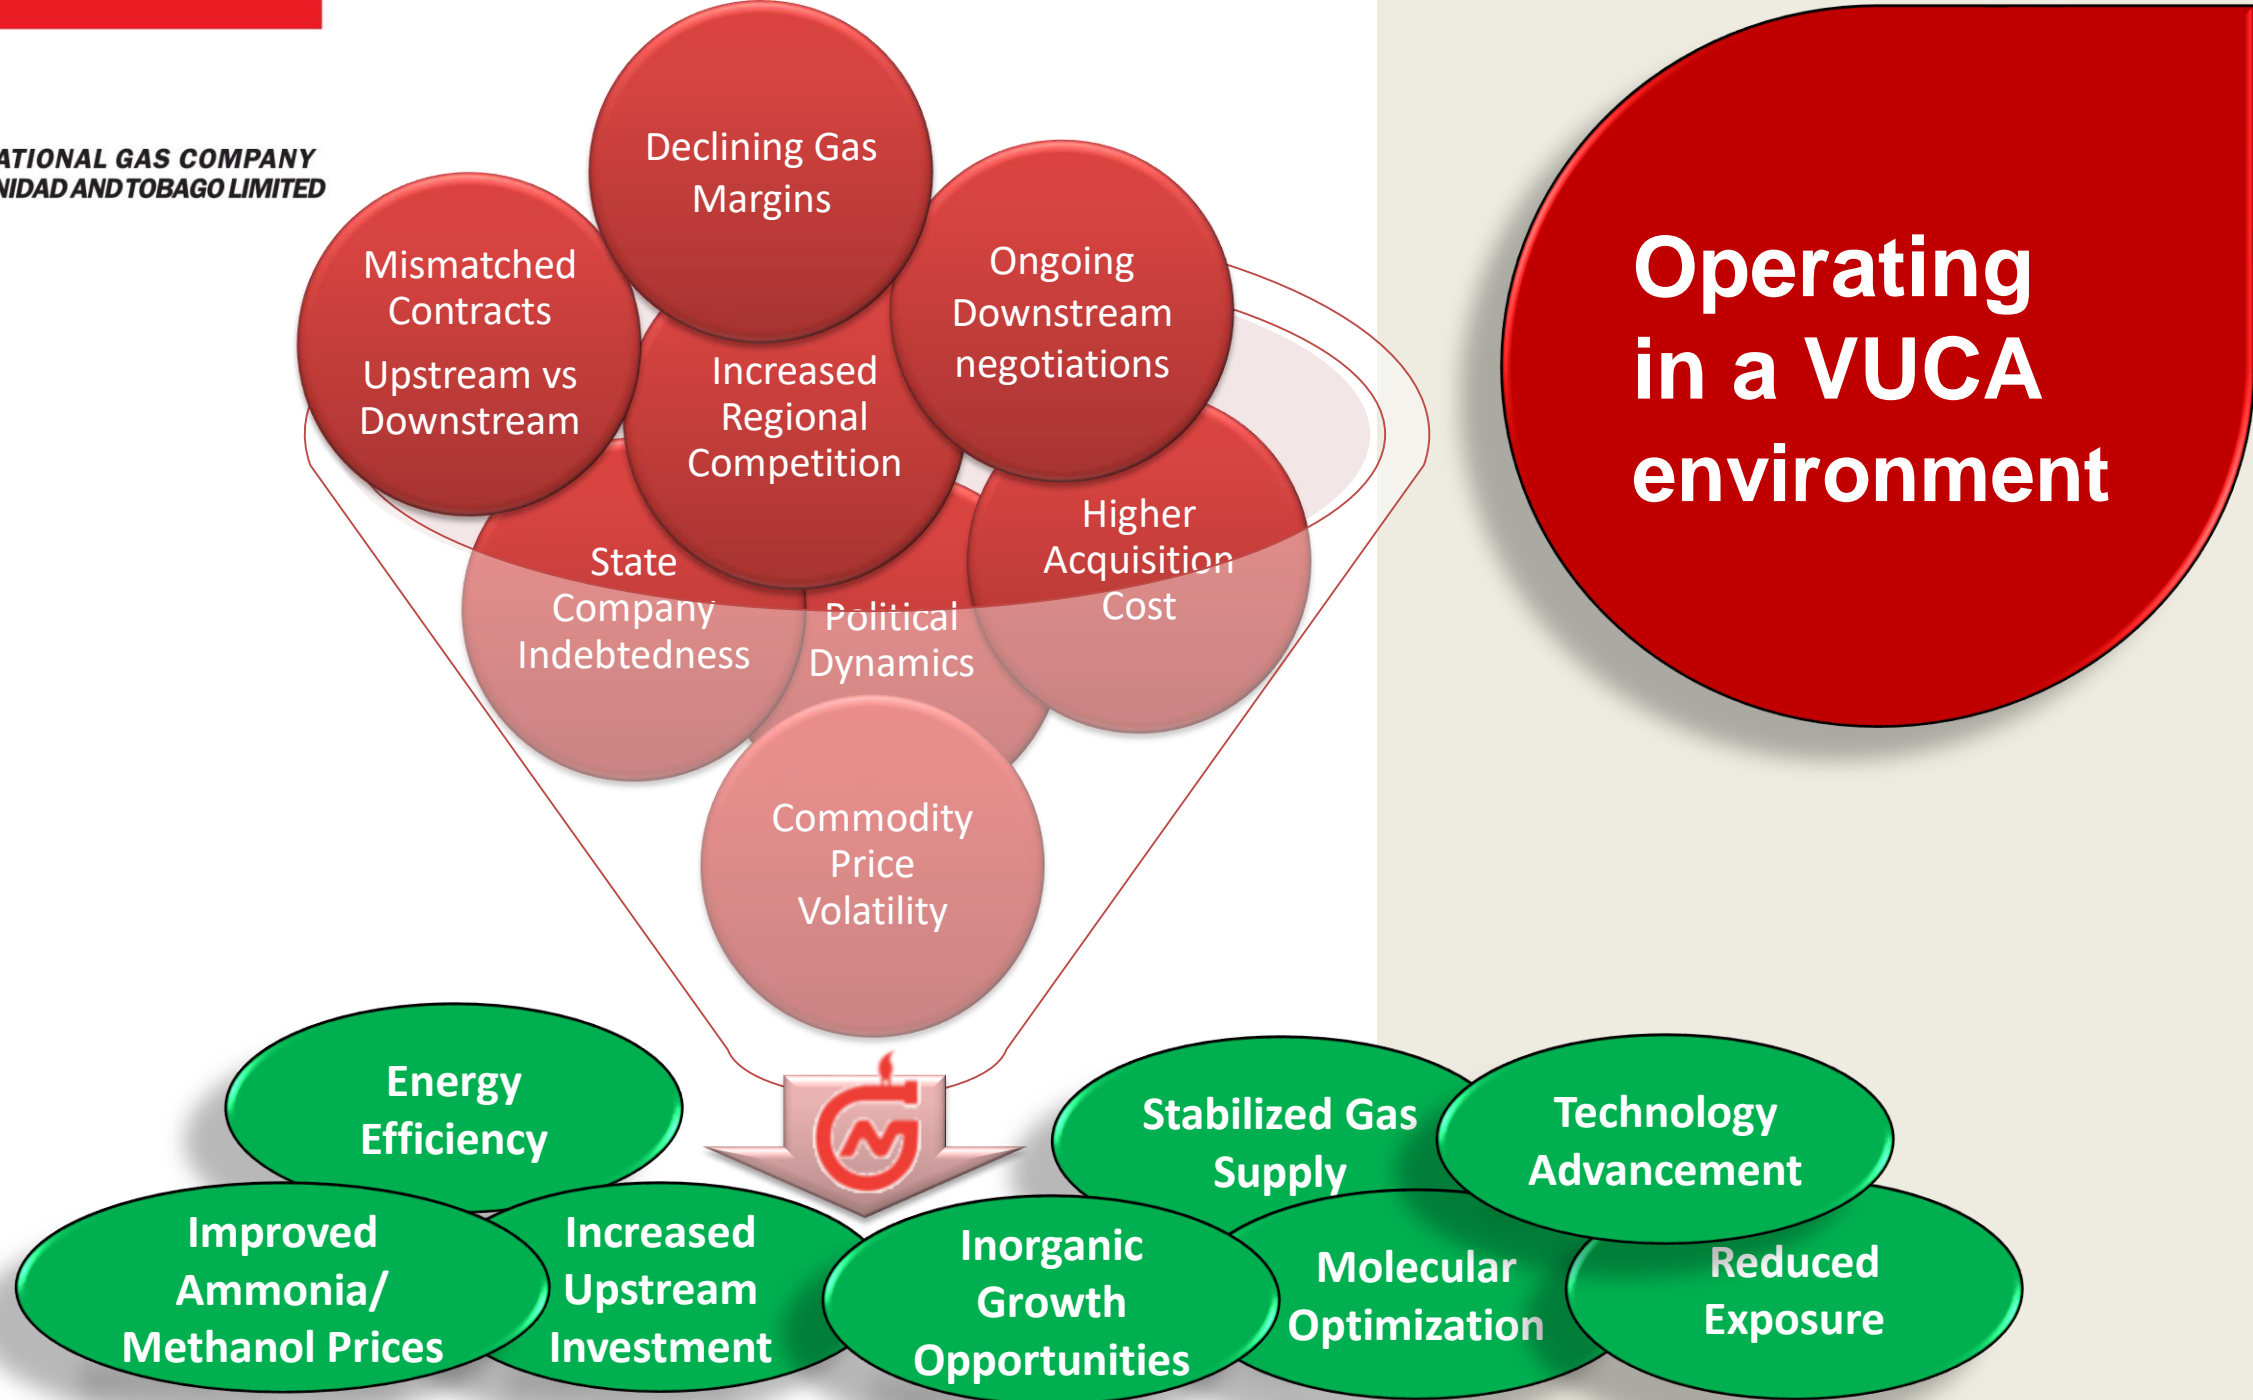 ATIONAL GAS COMPANY
NIDAD AND TOBAGO LIMITED
Declining Gas
Margins
Mismatched
Contracts
Upstream vs
Downstream
Ongoing
Downstream
negotiations
Increased
Regional
Competition
State
Company
Indebtedness
Political
Dynamics
Higher
Acquisition
Cost
Commodity
Price
Volatility
Operating
in a VUCA
environment
Energy
Efficiency
Improved
Ammonia/
Methanol Prices
Increased
Upstream
Investment
Inorganic
Growth
Opportunities
Stabilized Gas
Supply
Molecular
Optimization
Technology
Advancement
Reduced
Exposure